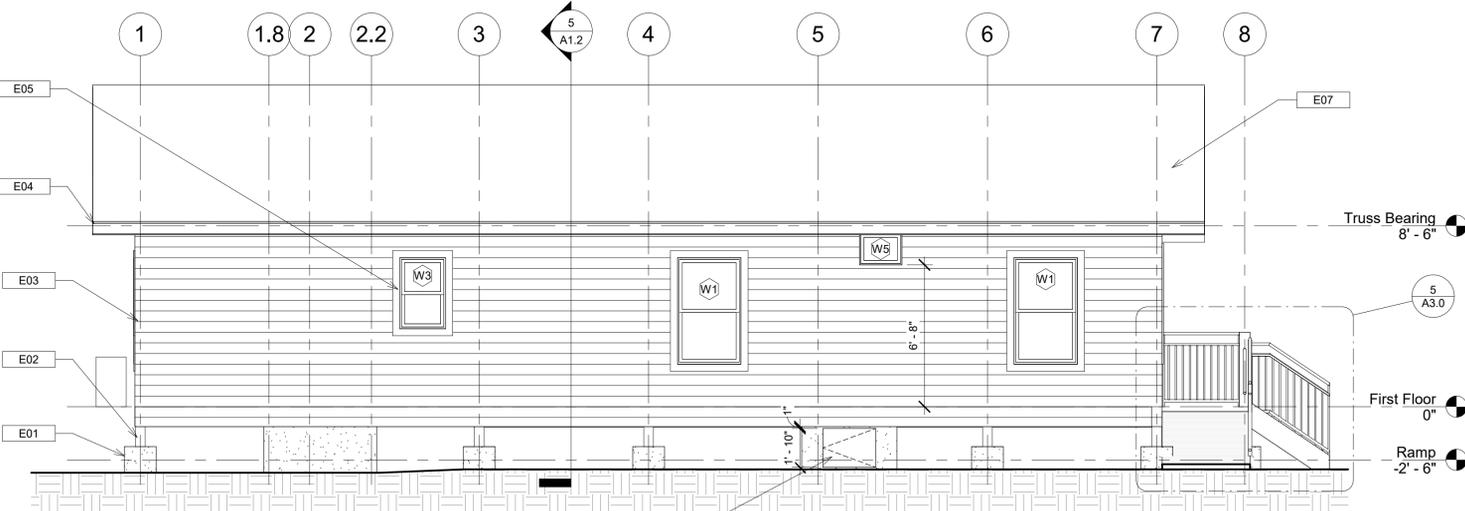 1
1.8
2
2.2
3
5
A1.2
4
5
6
7
8
E05
E07
E04
Truss Bearing
8' - 6"
W3
W1
W5
W1
E03
5
A3.0
6' - 8"
E02
First Floor
0"
1"
E01
1' - 10"
Ramp
-2' - 6"